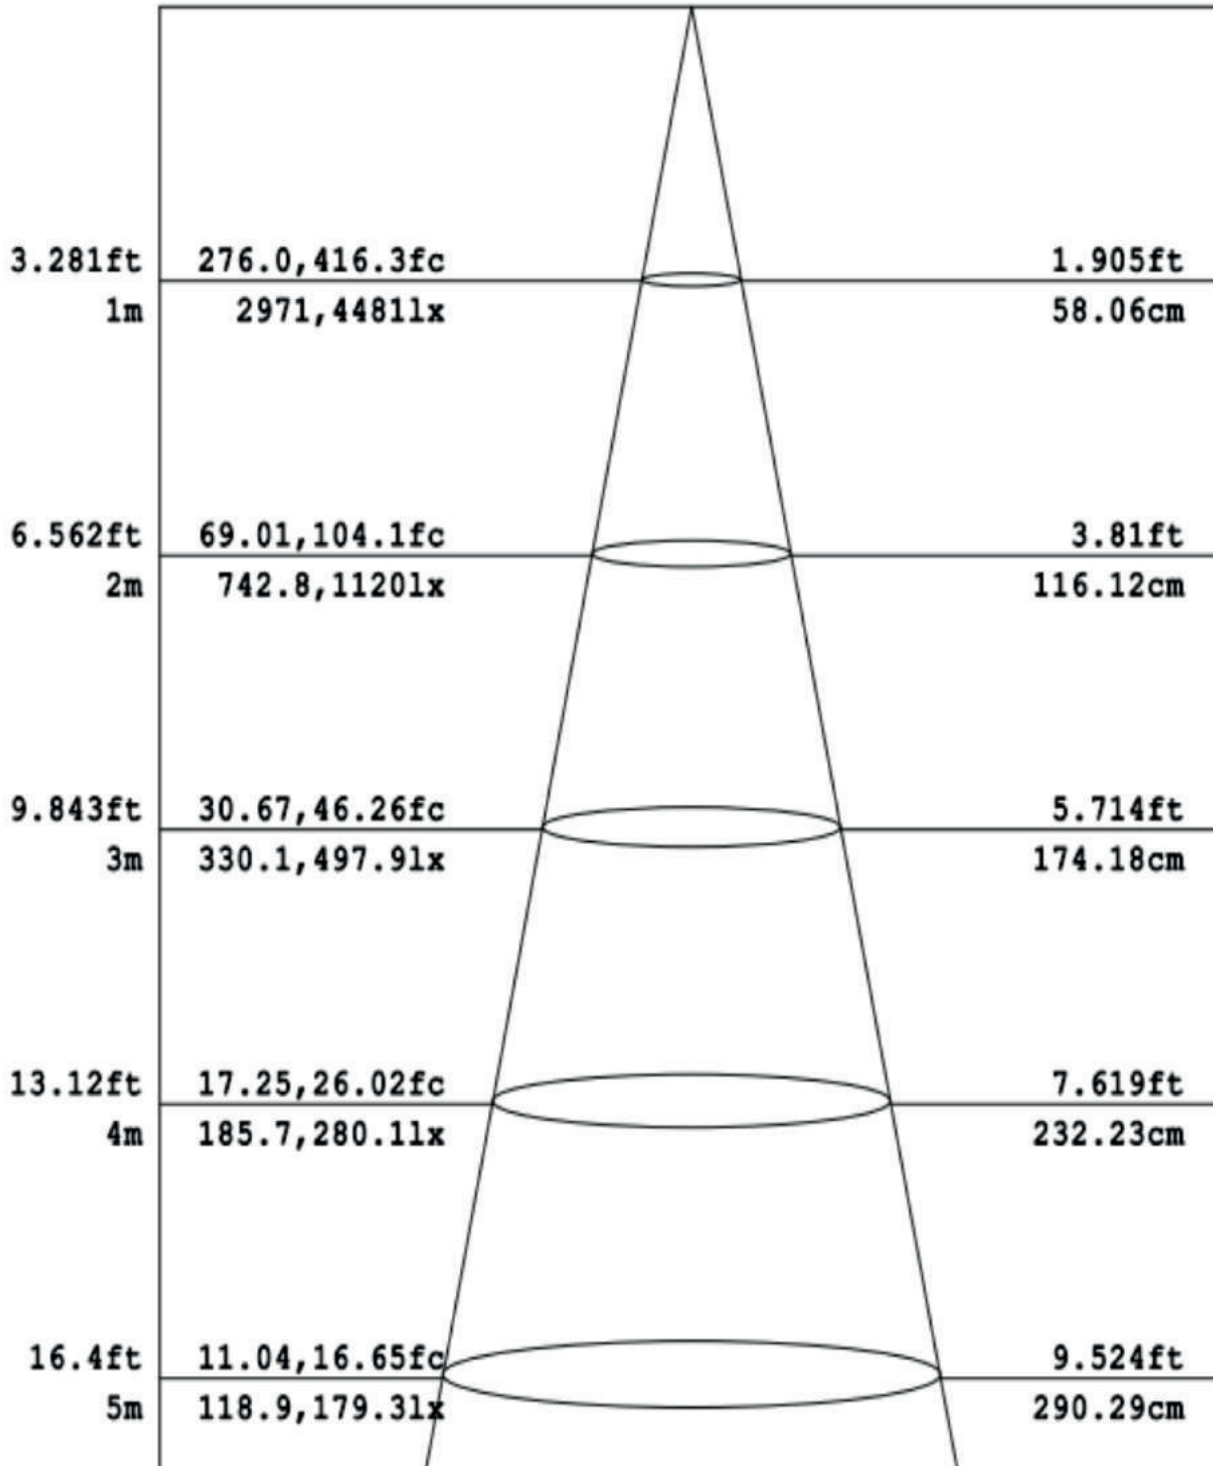 3.281ft 276.0,416.3fc 1.905ft
1m 2971,4481lx 58.06cm
6.562ft 69.01,104.1fc 3.81ft
2m 742.8,1120lx 116.12cm
9.843ft 30.67,46.26fc 5.714ft
3m 330.1,497.9lx 174.18cm
13.12ft 17.25,26.02fc 7.619ft
4m 185.7,280.1lx 232.23cm
16.4ft 11.04,16.65fc 9.524ft
5m 118.9,179.3lx 290.29cm